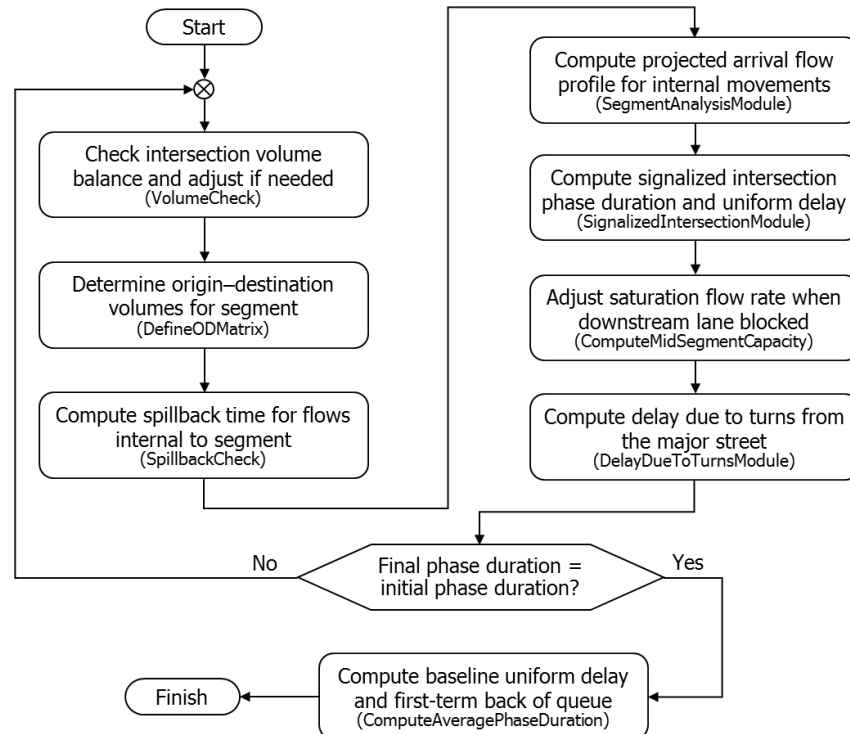 Start
Check intersection volume
balance and adjust if needed
(VolumeCheck)
Determine origin–destination
volumes for segment
(DefineODMatrix)
Compute spillback time for flows
internal to segment
(SpillbackCheck)
Compute projected arrival flow
profile for internal movements
(SegmentAnalysisModule)
Compute signalized intersection
phase duration and uniform delay
(SignalizedIntersectionModule)
Adjust saturation flow rate when
downstream lane blocked
(ComputeMidSegmentCapacity)
Compute delay due to turns from
the major street
(DelayDueToTurnsModule)
No
Final phase duration =
initial phase duration?
Yes
Compute baseline uniform delay
and first-term back of queue
(ComputeAveragePhaseDuration)
Finish